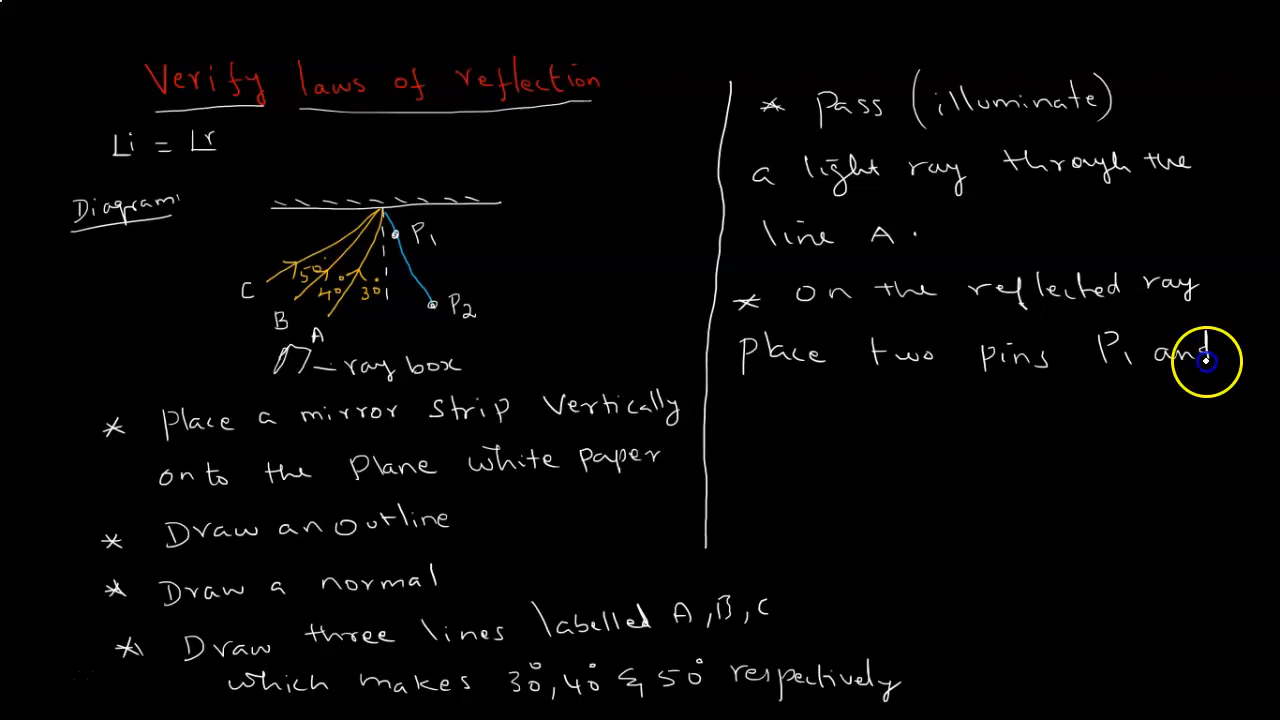 Verify laws of reflection
Li = Lr
Diagram:
P1
50°
40°
30°
C
B
A
P2
ray box
* Place a mirror strip vertically
onto the plane white paper
* Draw an outline
* Draw a normal
* Draw three lines labelled A, B, C
which makes 30°, 40° & 50° respectively
* Pass (illuminate)
a light ray through the
line A.
* On the reflected ray
place two pins P1 and